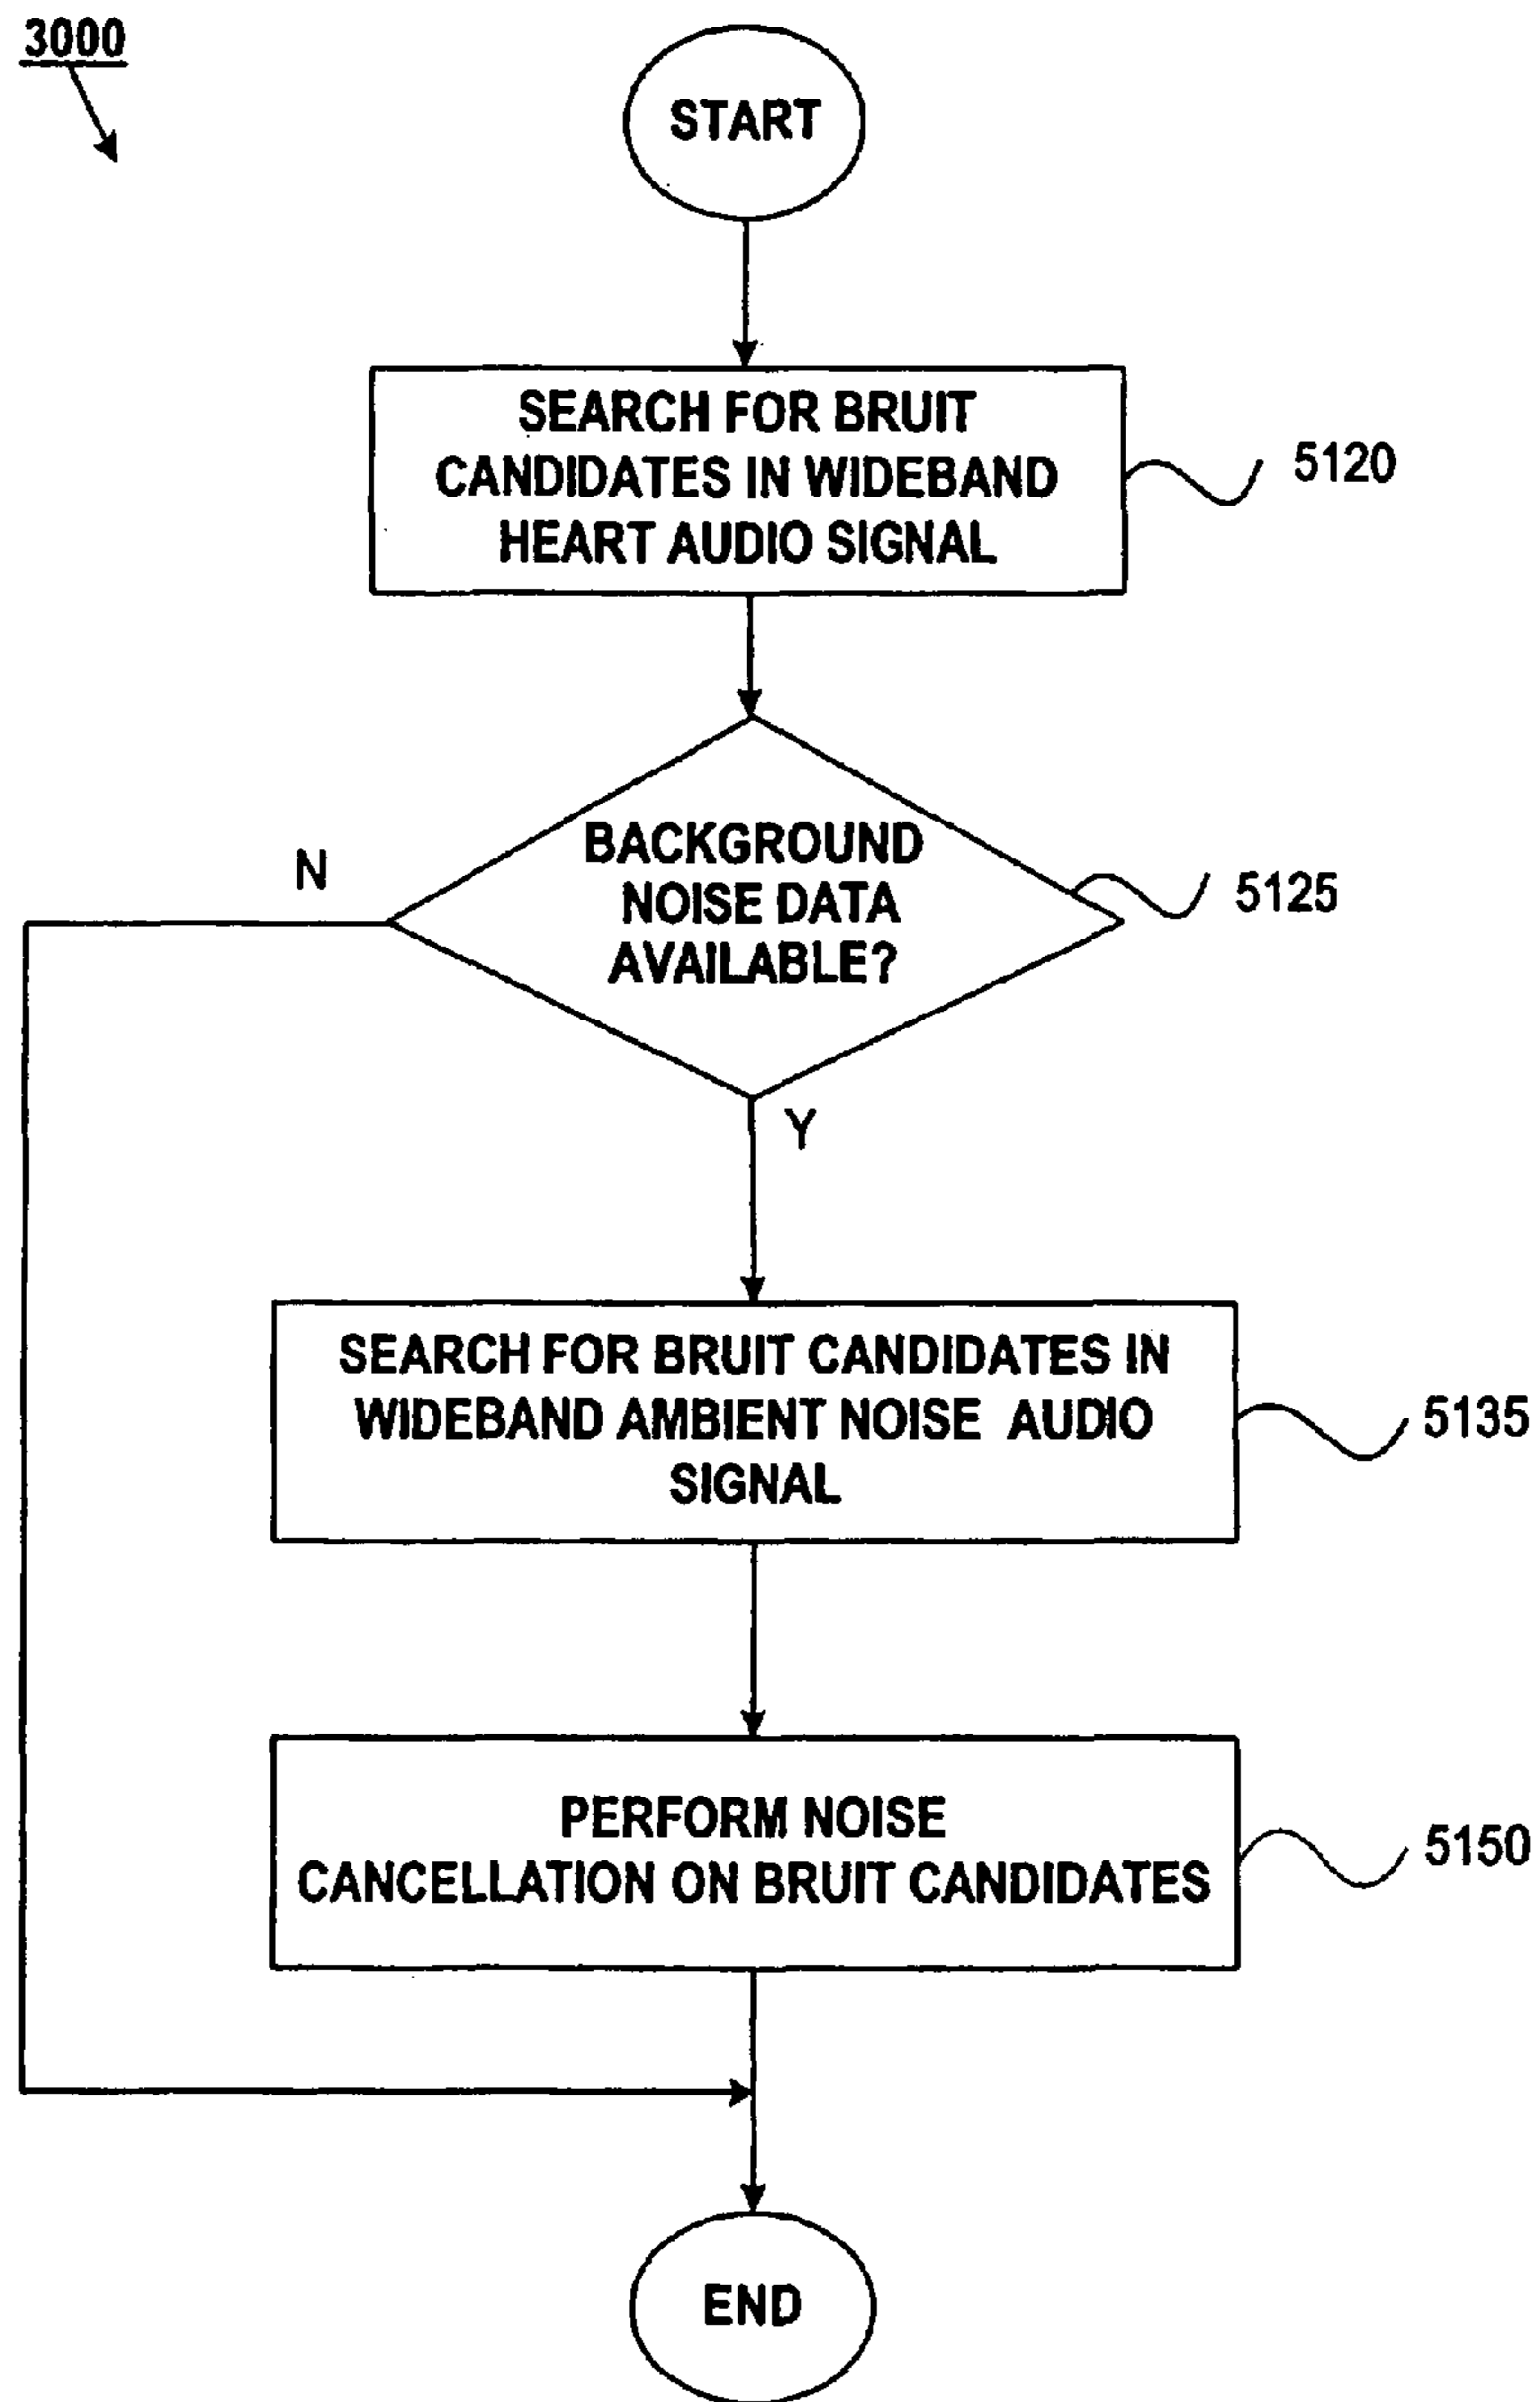 3000
START
SEARCH FOR BRUIT
CANDIDATES IN WIDEBAND
HEART AUDIO SIGNAL
5120
BACKGROUND
NOISE DATA
AVAILABLE?
N
5125
Y
SEARCH FOR BRUIT CANDIDATES IN
WIDEBAND AMBIENT NOISE AUDIO
SIGNAL
5135
PERFORM NOISE
CANCELLATION ON BRUIT CANDIDATES
5150
END